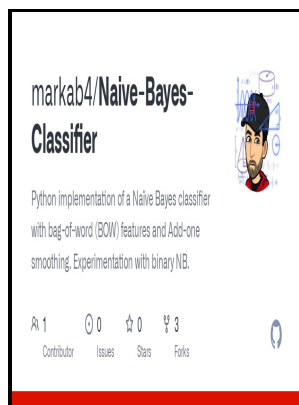 markab4/Naive-Bayes-
Classifier
Python implementation of a Naïve Bayes classifier
with bag-of-word (BOW) features and Add-one
smoothing. Experimentation with binary NB.
1 0 0 3
Contributor Issues Stars Forks